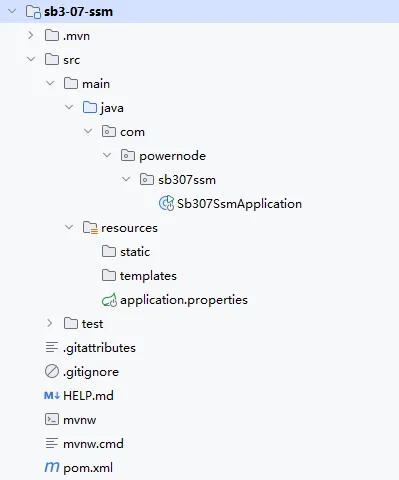 sb3-07-ssm
.mvn
src
main
java
com
powernode
sb307ssm
Sb307SsmApplication
resources
static
templates
application.properties
test
.gitattributes
.gitignore
M↓ HELP.md
mvnw
mvnw.cmd
m pom.xml